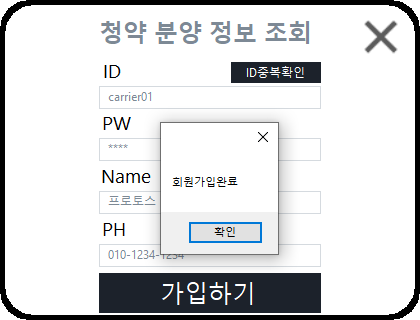 청약 분양 정보 조회
ID
ID중복확인
carrier01
PW
****
회원가입완료
Name
프로토스
확인
PH
010-1234-1234
가입하기